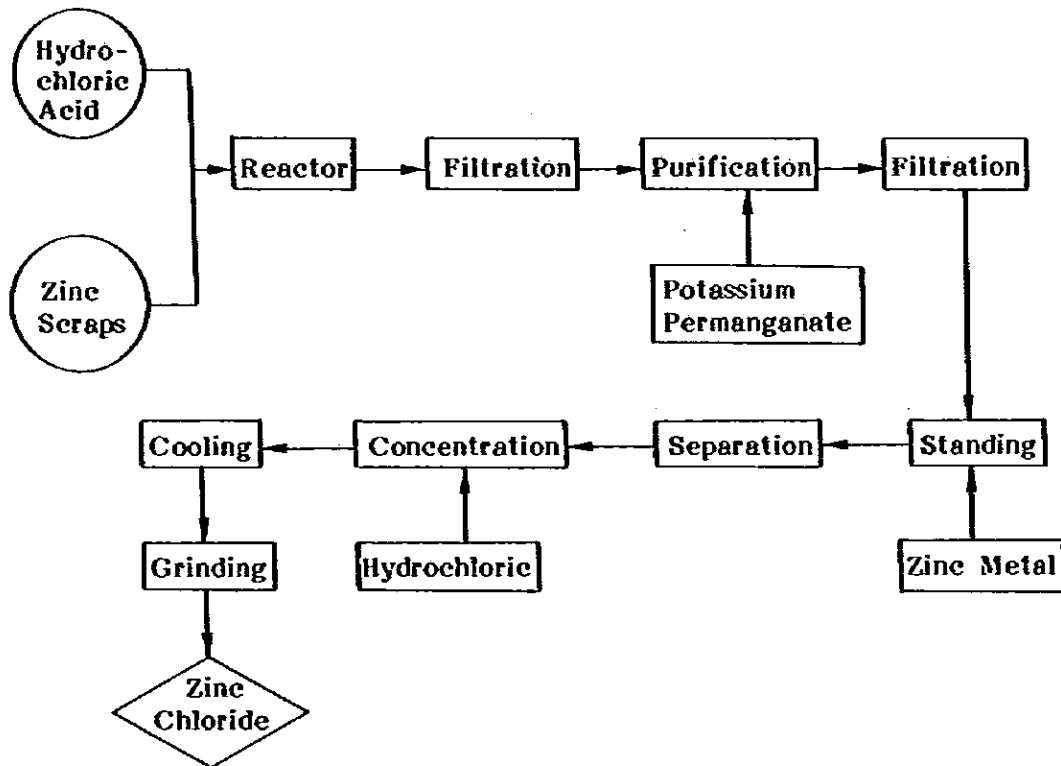 Hydro-
chloric
Acid
Reactor
Filtration
Purification
Filtration
Zinc
Scraps
Potassium
Permanganate
Cooling
Concentration
Separation
Standing
Grinding
Hydrochloric
Zinc Metal
Zinc
Chloride